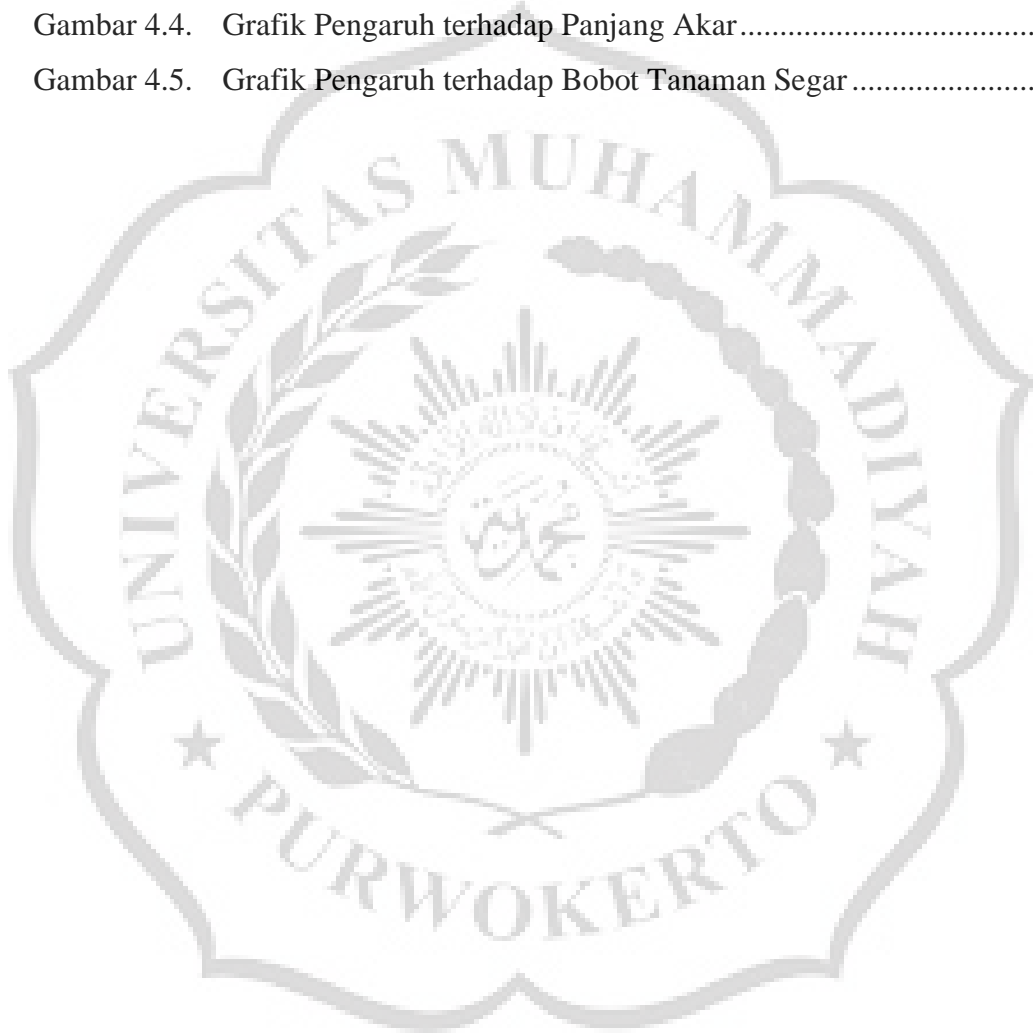 Gambar 4.4. Grafik Pengaruh terhadap Panjang Akar...................................
Gambar 4.5. Grafik Pengaruh terhadap Bobot Tanaman Segar......................
UNIVERSITAS MUHAMMADIYAH
PURWOKERTO